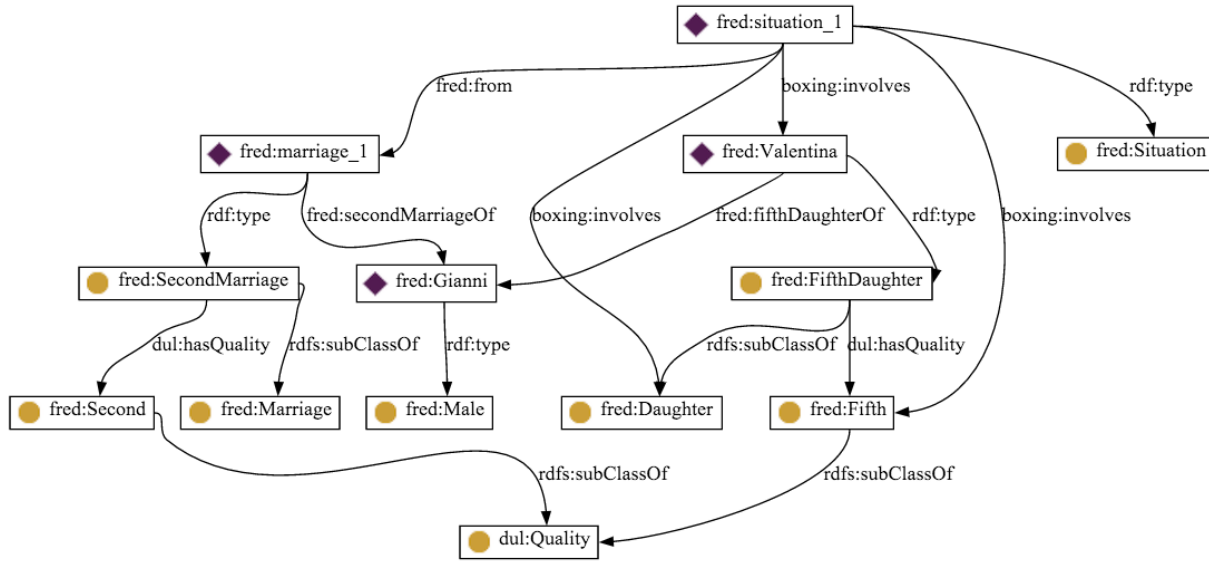 fred:situation_1
fred:from
boxing:involves
rdf:type
fred:marriage_1
fred:Valentina
fred:Situation
rdf:type
fred:secondMarriageOf
boxing:involves
fred:fifthDaughterOf
rdf:type
boxing:involves
fred:SecondMarriage
fred:Gianni
fred:FifthDaughter
dul:hasQuality
rdfs:subClassOf
rdf:type
rdfs:subClassOf
dul:hasQuality
fred:Second
fred:Marriage
fred:Male
fred:Daughter
fred:Fifth
rdfs:subClassOf
rdfs:subClassOf
dul:Quality